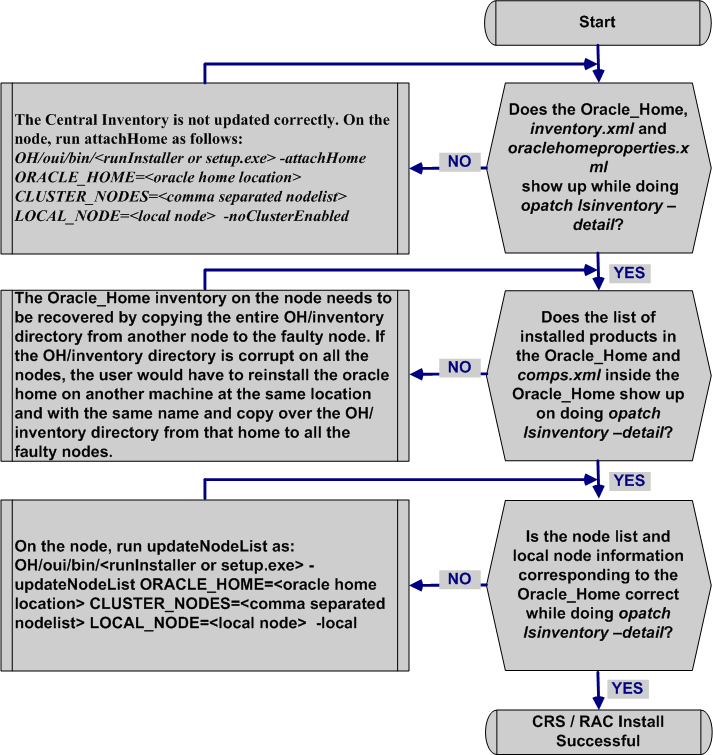 Start
Does the Oracle_Home,
inventory.xml and
oraclehomeproperties.x
ml
show up while doing
opatch lsinventory –
detail?
NO
The Central Inventory is not updated correctly. On the
node, run attachHome as follows:
OH/oui/bin/<runInstaller or setup.exe> -attachHome
ORACLE_HOME=<oracle home location>
CLUSTER_NODES=<comma separated nodelist>
LOCAL_NODE=<local node> -noClusterEnabled
YES
Does the list of
installed products in
the Oracle_Home and
comps.xml inside the
Oracle_Home show up
on doing opatch
lsinventory –detail?
NO
The Oracle_Home inventory on the node needs to
be recovered by copying the entire OH/inventory
directory from another node to the faulty node. If
the OH/inventory directory is corrupt on all the
nodes, the user would have to reinstall the oracle
home on another machine at the same location
and with the same name and copy over the OH/
inventory directory from that home to all the
faulty nodes.
YES
Is the node list and
local node information
corresponding to the
Oracle_Home correct
while doing opatch
lsinventory –detail?
NO
On the node, run updateNodeList as:
OH/oui/bin/<runInstaller or setup.exe> -
updateNodeList ORACLE_HOME=<oracle home
location> CLUSTER_NODES=<comma separated
nodelist> LOCAL_NODE=<local node> -local
YES
CRS / RAC Install
Successful